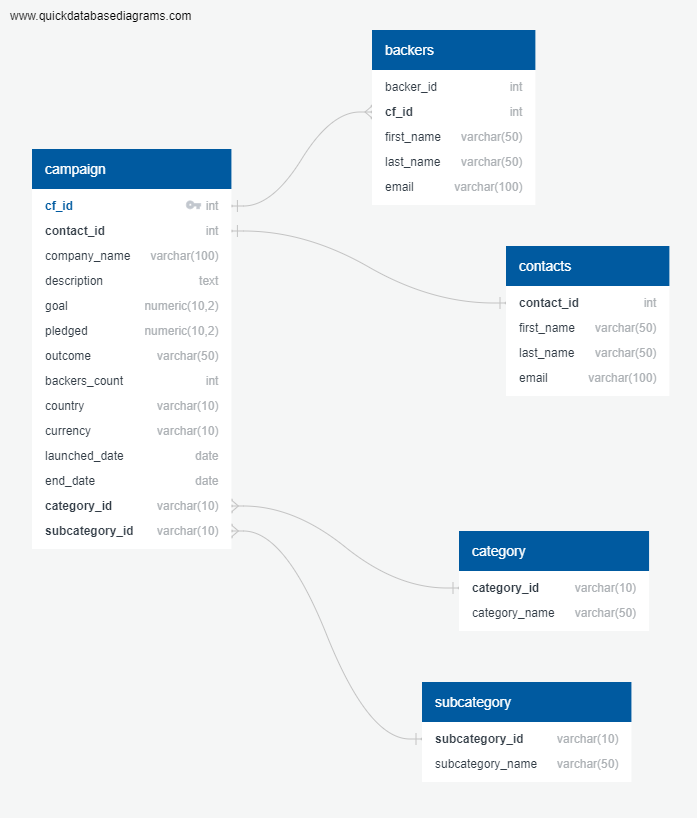 www.quickdatabasediagrams.com
backers
backer_id int
cf_id int
first_name varchar(50)
last_name varchar(50)
email varchar(100)
campaign
cf_id int
contact_id int
company_name varchar(100)
description text
goal numeric(10,2)
pledged numeric(10,2)
outcome varchar(50)
backers_count int
country varchar(10)
currency varchar(10)
launched_date date
end_date date
category_id varchar(10)
subcategory_id varchar(10)
contacts
contact_id int
first_name varchar(50)
last_name varchar(50)
email varchar(100)
category
category_id varchar(10)
category_name varchar(50)
subcategory
subcategory_id varchar(10)
subcategory_name varchar(50)